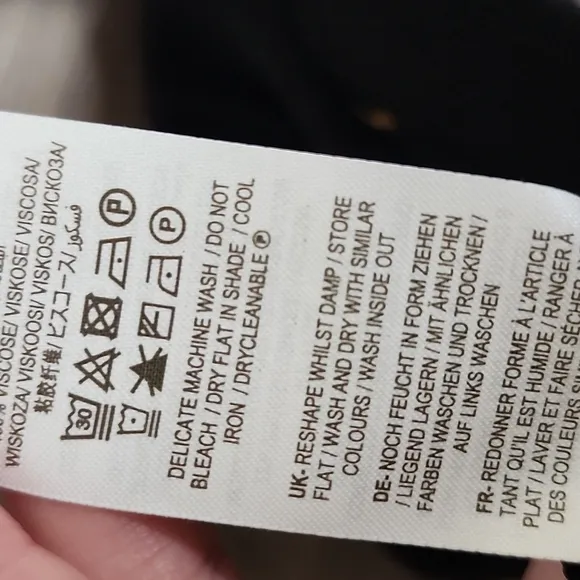 100% VISCOSE/ VISKOSE/ VISCOSA/
WISKOZA/ VISKOOSI/ VISKOS/ ВИСКОЗА/
粘胶纤维/ ビスコース/ فسكوز
30 P
P
DELICATE MACHINE WASH / DO NOT
BLEACH / DRY FLAT IN SHADE / COOL
IRON / DRYCLEANABLE Ⓟ
UK- RESHAPE WHILST DAMP / STORE
FLAT / WASH AND DRY WITH SIMILAR
COLOURS / WASH INSIDE OUT
DE- NOCH FEUCHT IN FORM ZIEHEN
/ LIEGEND LAGERN / MIT ÄHNLICHEN
FARBEN WASCHEN UND TROCKNEN /
AUF LINKS WASCHEN
FR- REDONNER FORME À L'ARTICLE
TANT QU'IL EST HUMIDE / RANGER À
PLAT / LAVER ET FAIRE SÉCHER
DES COULEURS